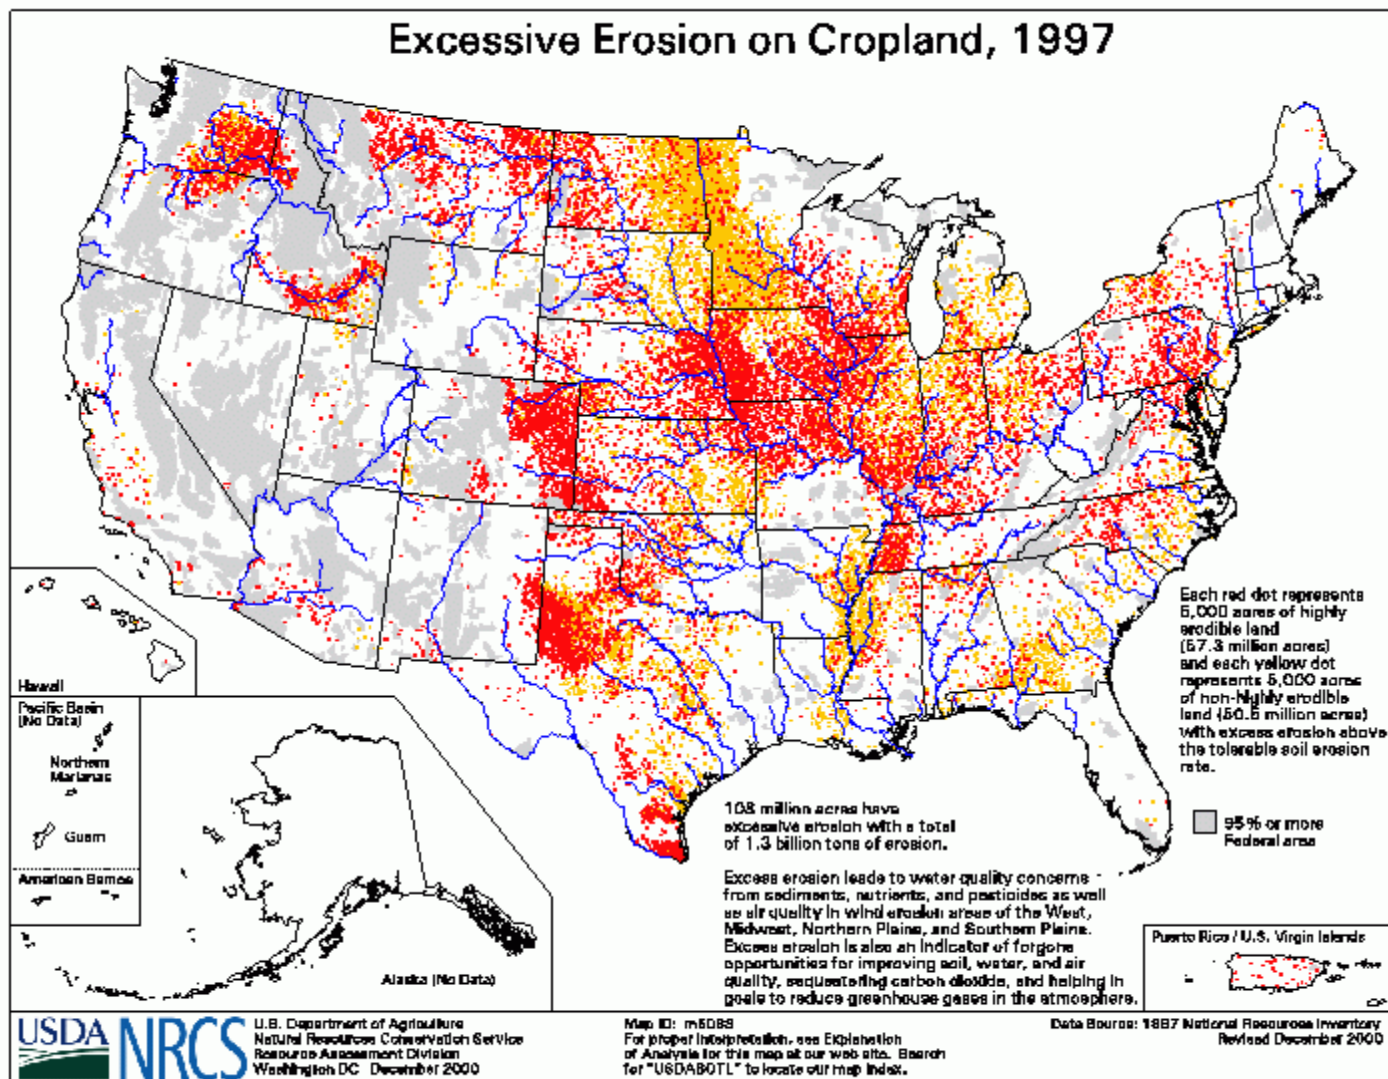 Excessive Erosion on Cropland, 1997
Each red dot represents
5,000 acres of highly
erodible land
(57.3 million acres)
and each yellow dot
represents 5,000 acres
of non-highly erodible
land (50.5 million acres)
with excess erosion above
the tolerable soil erosion
rate.
95% or more
Federal area
Hawaii
Pacific Basin
(No Data)
Northern
Marianas
Guam
American Samoa
Alaska (No Data)
108 million acres have
excessive erosion with a total
of 1.3 billion tons of erosion.
Excess erosion leads to water quality concerns
from sediments, nutrients, and pesticides as well
as air quality in wind erosion areas of the West,
Midwest, Northern Plains, and Southern Plains.
Excess erosion is also an indicator of forgone
opportunities for improving soil, water, and air
quality, sequestering carbon dioxide, and helping in
goals to reduce greenhouse gases in the atmosphere.
Puerto Rico / U.S. Virgin Islands
USDA
NRCS
U.S. Department of Agriculture
Natural Resources Conservation Service
Resource Assessment Division
Washington DC December 2000
Map ID:
For proper interpretation, see Explanation
of Analysis for this map at our web site. Search
for "USDABOTL" to locate our map index.
Data Source: 1997 National Resources Inventory
Revised December 2000